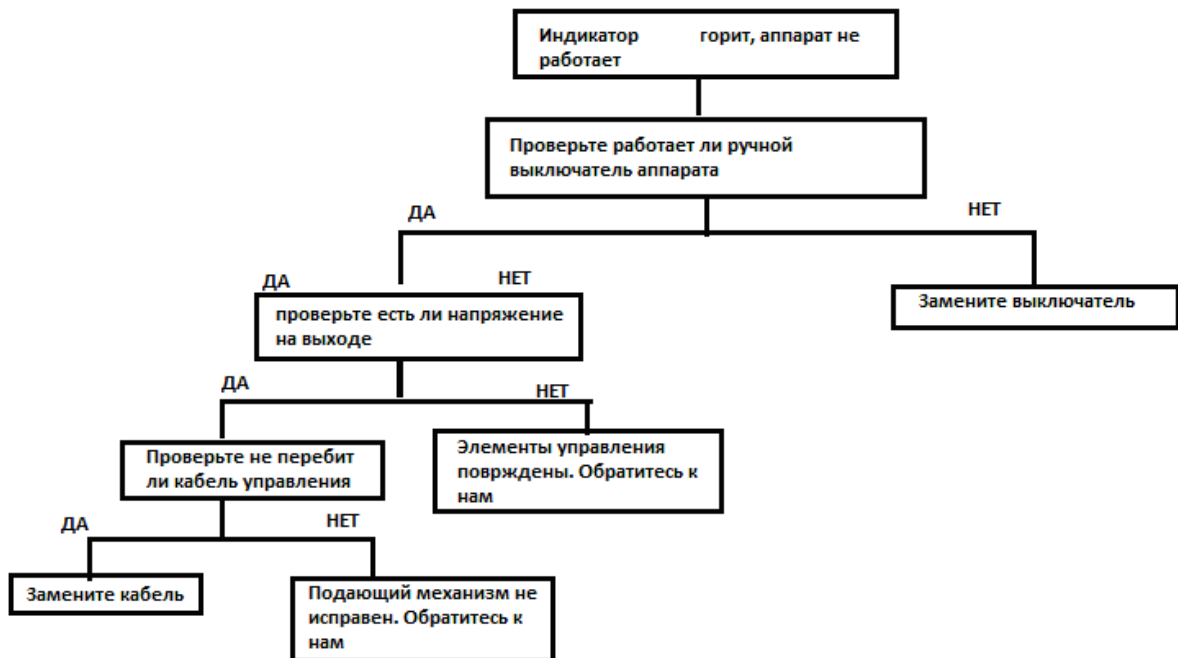 Индикатор горит, аппарат не
работает
Проверьте работает ли ручной
выключатель аппарата
ДА
НЕТ
ДА
НЕТ
проверьте есть ли напряжение
на выходе
Замените выключатель
ДА
НЕТ
Проверьте не перебит
ли кабель управления
Элементы управления
поврждены. Обратитесь к
нам
ДА
НЕТ
Замените кабель
Подающий механизм не
исправен. Обратитесь к
нам